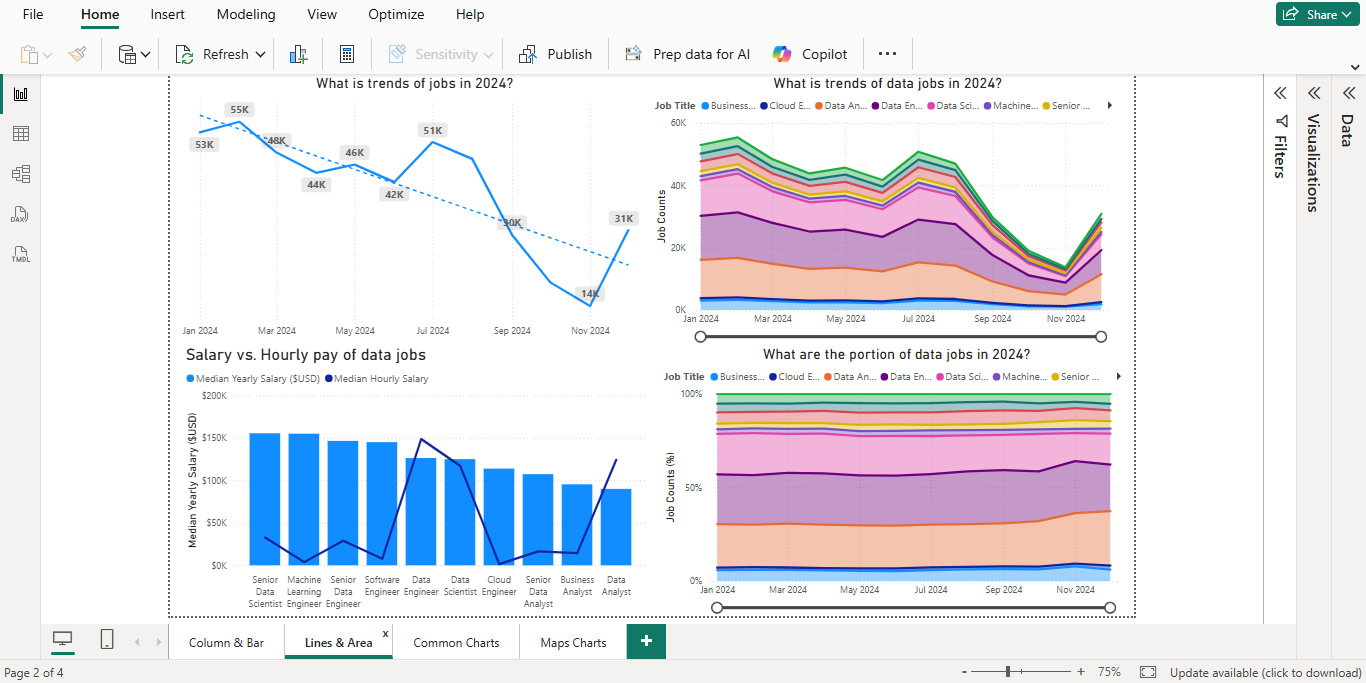 File Home Insert Modeling View Optimize Help Share
Refresh Sensitivity Publish Prep data for AI Copilot
DAX
TMDL
What is trends of jobs in 2024?
55K
53K
48K
44K
46K
42K
51K
30K
14K
31K
Jan 2024 Mar 2024 May 2024 Jul 2024 Sep 2024 Nov 2024
What is trends of data jobs in 2024?
Job Title Business... Cloud E... Data An... Data En... Data Sci... Machine... Senior ...
Job Counts
60K
40K
20K
0K
Jan 2024 Mar 2024 May 2024 Jul 2024 Sep 2024 Nov 2024
Salary vs. Hourly pay of data jobs
Median Yearly Salary ($USD) Median Hourly Salary
Median Yearly Salary ($USD)
$200K
$150K
$100K
$50K
$0K
Senior Data Scientist
Machine Learning Engineer
Senior Data Engineer
Software Engineer
Data Engineer
Data Scientist
Cloud Engineer
Senior Data Analyst
Business Analyst
Data Analyst
What are the portion of data jobs in 2024?
Job Title Business... Cloud E... Data An... Data En... Data Sci... Machine... Senior ...
Job Counts (%)
100%
50%
0%
Jan 2024 Mar 2024 May 2024 Jul 2024 Sep 2024 Nov 2024
Filters
Visualizations
Data
Column & Bar Lines & Area x Common Charts Maps Charts +
Page 2 of 4
- + 75% Update available (click to download)